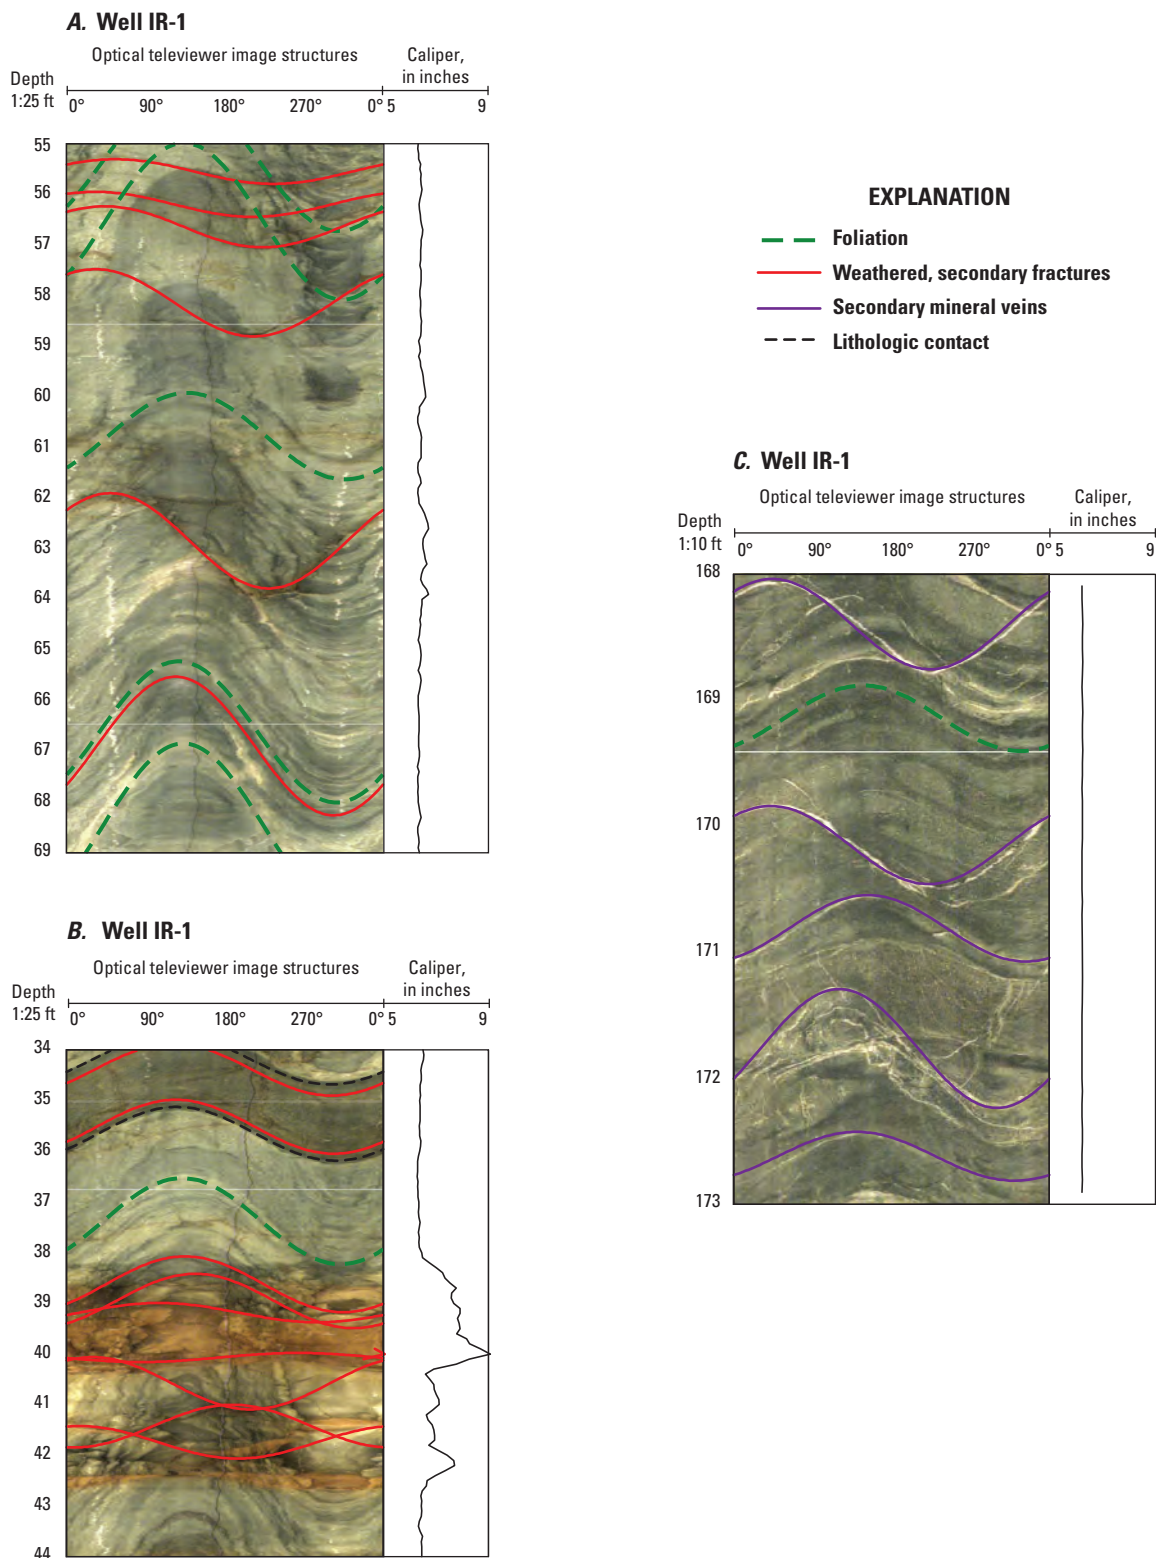 A. Well IR-1
Optical televiewer image structures
Caliper,
in inches
Depth
1:25 ft
0° 90° 180° 270° 0° 5 9
55
56
57
58
59
60
61
62
63
64
65
66
67
68
69
EXPLANATION
Foliation
Weathered, secondary fractures
Secondary mineral veins
Lithologic contact
B. Well IR-1
Optical televiewer image structures
Caliper,
in inches
Depth
1:25 ft
0° 90° 180° 270° 0° 5 9
34
35
36
37
38
39
40
41
42
43
44
C. Well IR-1
Optical televiewer image structures
Caliper,
in inches
Depth
1:10 ft
0° 90° 180° 270° 0° 5 9
168
169
170
171
172
173